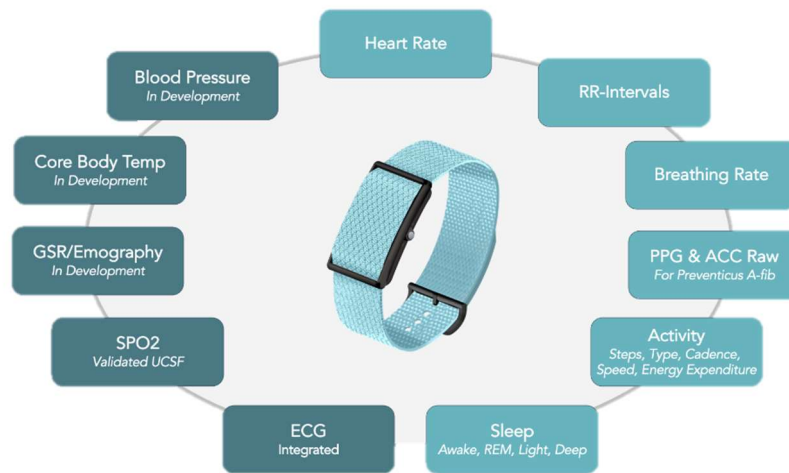 Heart Rate
Blood Pressure
In Development
RR-Intervals
Core Body Temp
In Development
Breathing Rate
GSR/Emography
In Development
PPG & ACC Raw
For Preventicus A-fib
SPO2
Validated UCSF
Activity
Steps, Type, Cadence,
Speed, Energy Expenditure
ECG
Integrated
Sleep
Awake, REM, Light, Deep